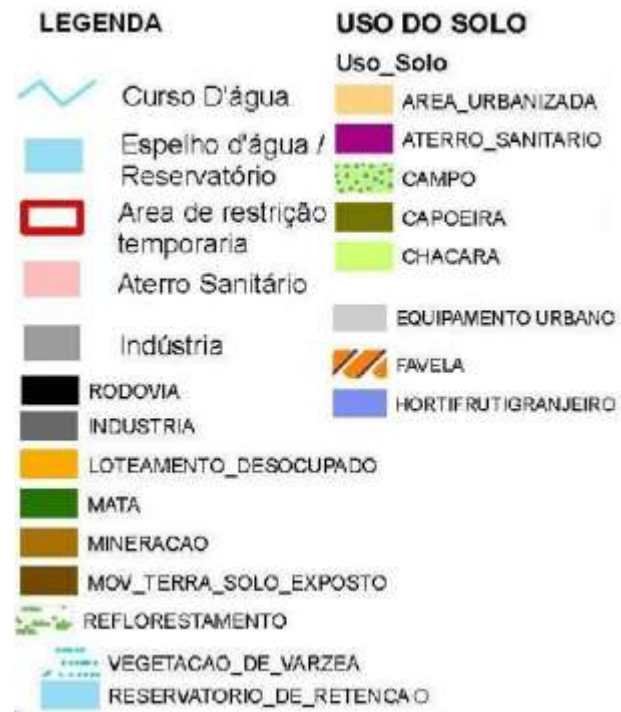 LEGENDA
Curso D'água
Espelho d'água /
Reservatório
Area de restrição
temporaria
Aterro Sanitário
Indústria
RODOVIA
INDUSTRIA
LOTEAMENTO_DESOCUPADO
MATA
MINERACAO
MOV_TERRA_SOLO_EXPOSTO
REFLORESTAMENTO
VEGETACAO_DE_VARZEA
RESERVATORIO_DE_RETENCAO
USO DO SOLO
Uso_Solo
AREA_URBANIZADA
ATERRO_SANITARIO
CAMPO
CAPOEIRA
CHACARA
EQUIPAMENTO URBANO
FAVELA
HORTIFRUTIGRANJEIRO